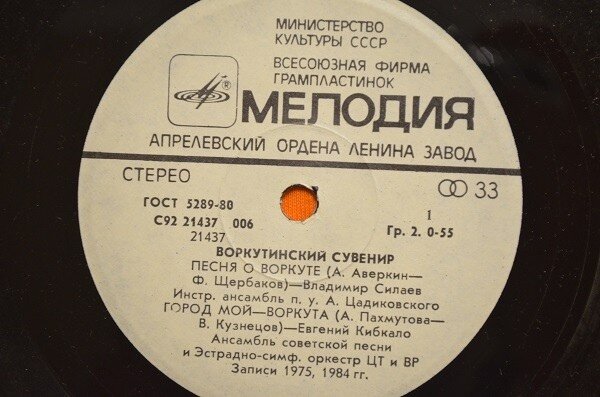 МИНИСТЕРСТВО
КУЛЬТУРЫ СССР
ВСЕСОЮЗНАЯ ФИРМА
ГРАМПЛАСТИНОК
®
МЕЛОДИЯ
АПРЕЛЕВСКИЙ ОРДЕНА ЛЕНИНА ЗАВОД
СТЕРЕО 33
ГОСТ 5289-80 1
С92 21437 006 Гр. 2. 0-55
21437
ВОРКУТИНСКИЙ СУВЕНИР
ПЕСНЯ О ВОРКУТЕ (А. Аверкин—
Ф. Щербаков)—Владимир Силаев
Инстр. ансамбль п. у. А. Цадиковского
ГОРОД МОЙ—ВОРКУТА (А. Пахмутова—
В. Кузнецов)—Евгений Кибкало
Ансамбль советской песни
и Эстрадно-симф. оркестр ЦТ и ВР
Записи 1975, 1984 гг.